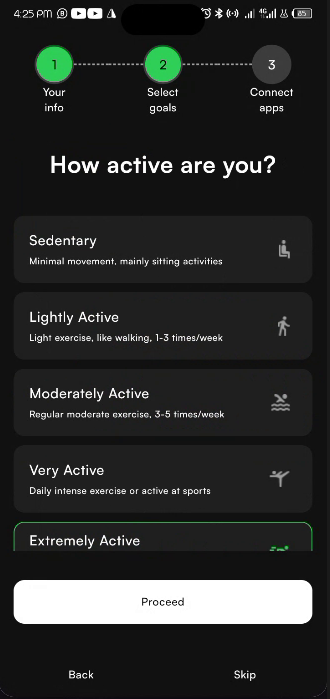 4:25 PM
85
1
2
3
Your
info
Select
goals
Connect
apps
How active are you?
Sedentary
Minimal movement, mainly sitting activities
Lightly Active
Light exercise, like walking, 1-3 times/week
Moderately Active
Regular moderate exercise, 3-5 times/week
Very Active
Daily intense exercise or active at sports
Extremely Active
Proceed
Back
Skip